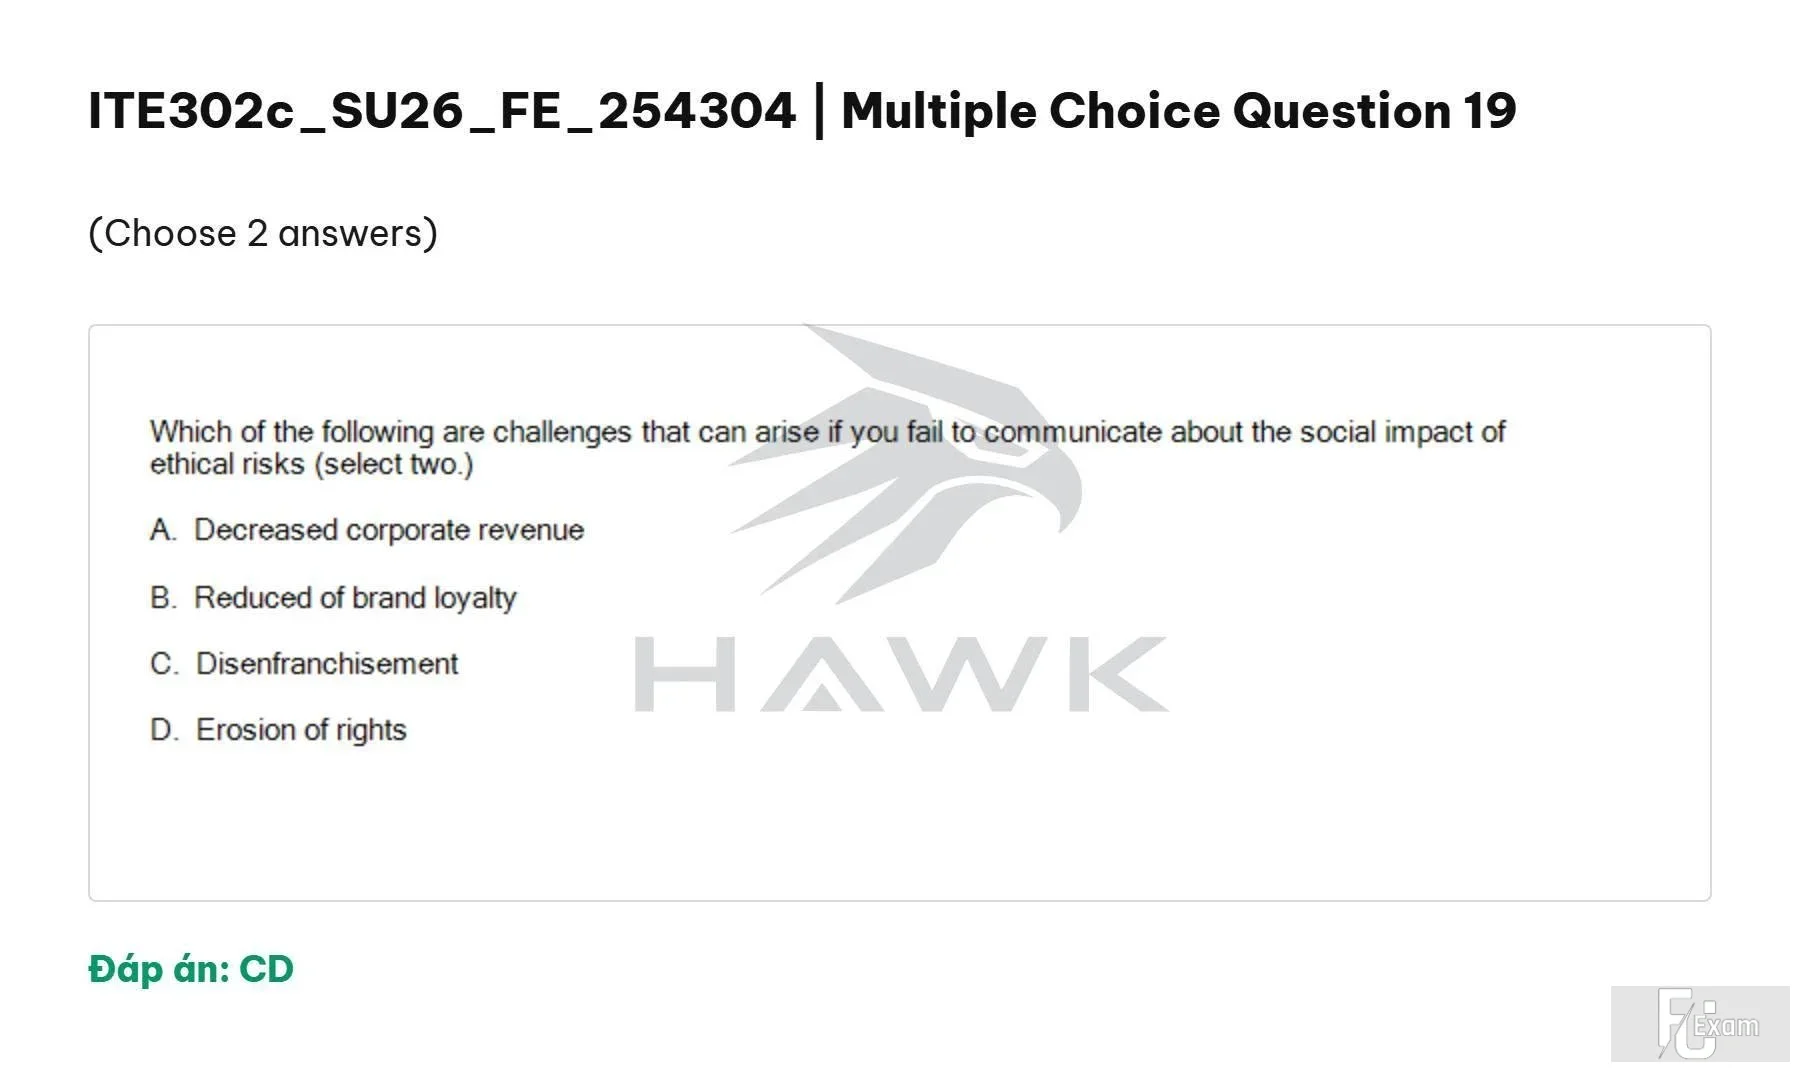 ITE302c_SU26_FE_254304 | Multiple Choice Question 19
(Choose 2 answers)
Which of the following are challenges that can arise if you fail to communicate about the social impact of
ethical risks (select two.)
A. Decreased corporate revenue
B. Reduced of brand loyalty
C. Disenfranchisement
D. Erosion of rights
HAWK
Đáp án: CD
FU Exam